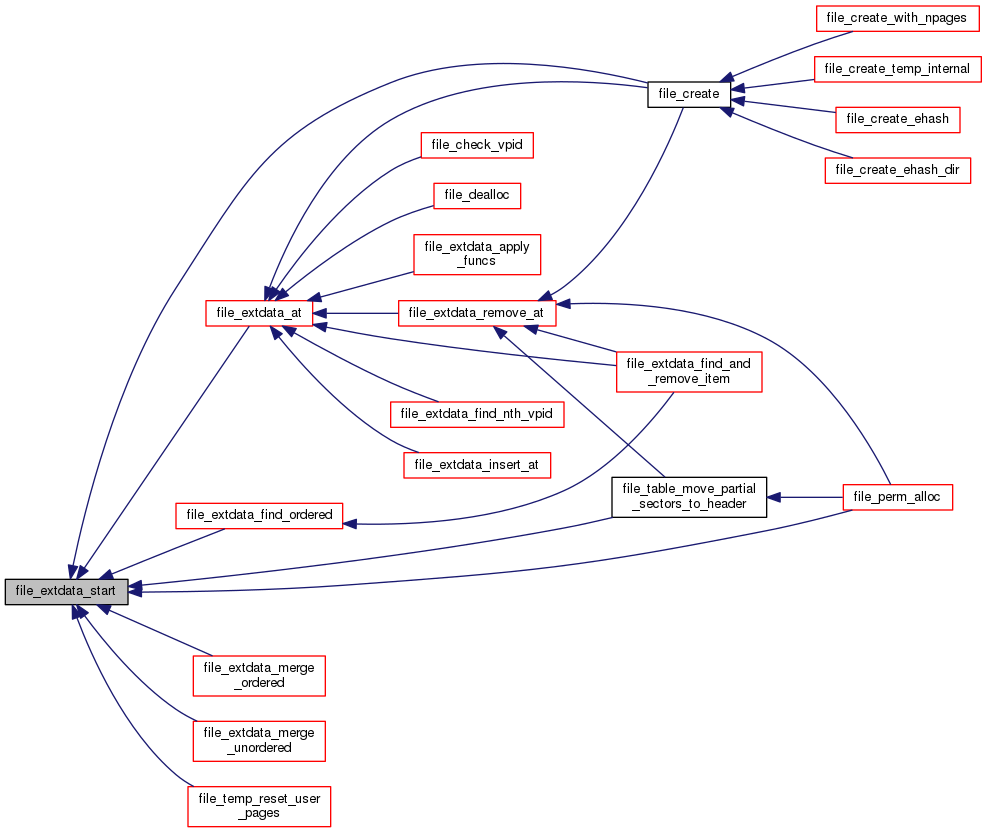 file_create_with_npages
file_create_temp_internal
file_create
file_create_ehash
file_check_vpid
file_create_ehash_dir
file_dealloc
file_extdata_apply
_funcs
file_extdata_at
file_extdata_remove_at
file_extdata_find_and
_remove_item
file_extdata_find_nth_vpid
file_extdata_insert_at
file_table_move_partial
_sectors_to_header
file_perm_alloc
file_extdata_find_ordered
file_extdata_start
file_extdata_merge
_ordered
file_extdata_merge
_unordered
file_temp_reset_user
_pages